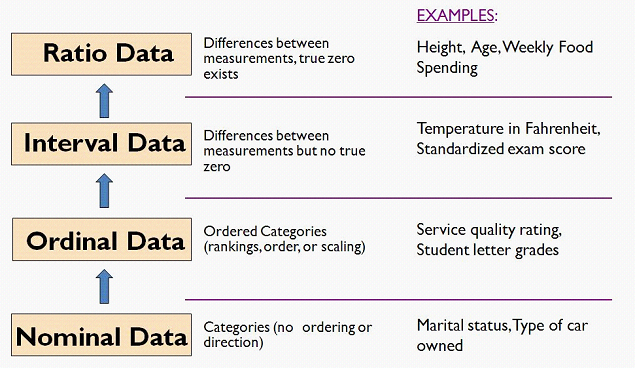 EXAMPLES:
Ratio Data
Differences between
measurements, true zero
exists
Height, Age, Weekly Food
Spending
Interval Data
Differences between
measurements but no true
zero
Temperature in Fahrenheit,
Standardized exam score
Ordinal Data
Ordered Categories
(rankings, order, or scaling)
Service quality rating,
Student letter grades
Nominal Data
Categories (no ordering or
direction)
Marital status, Type of car
owned